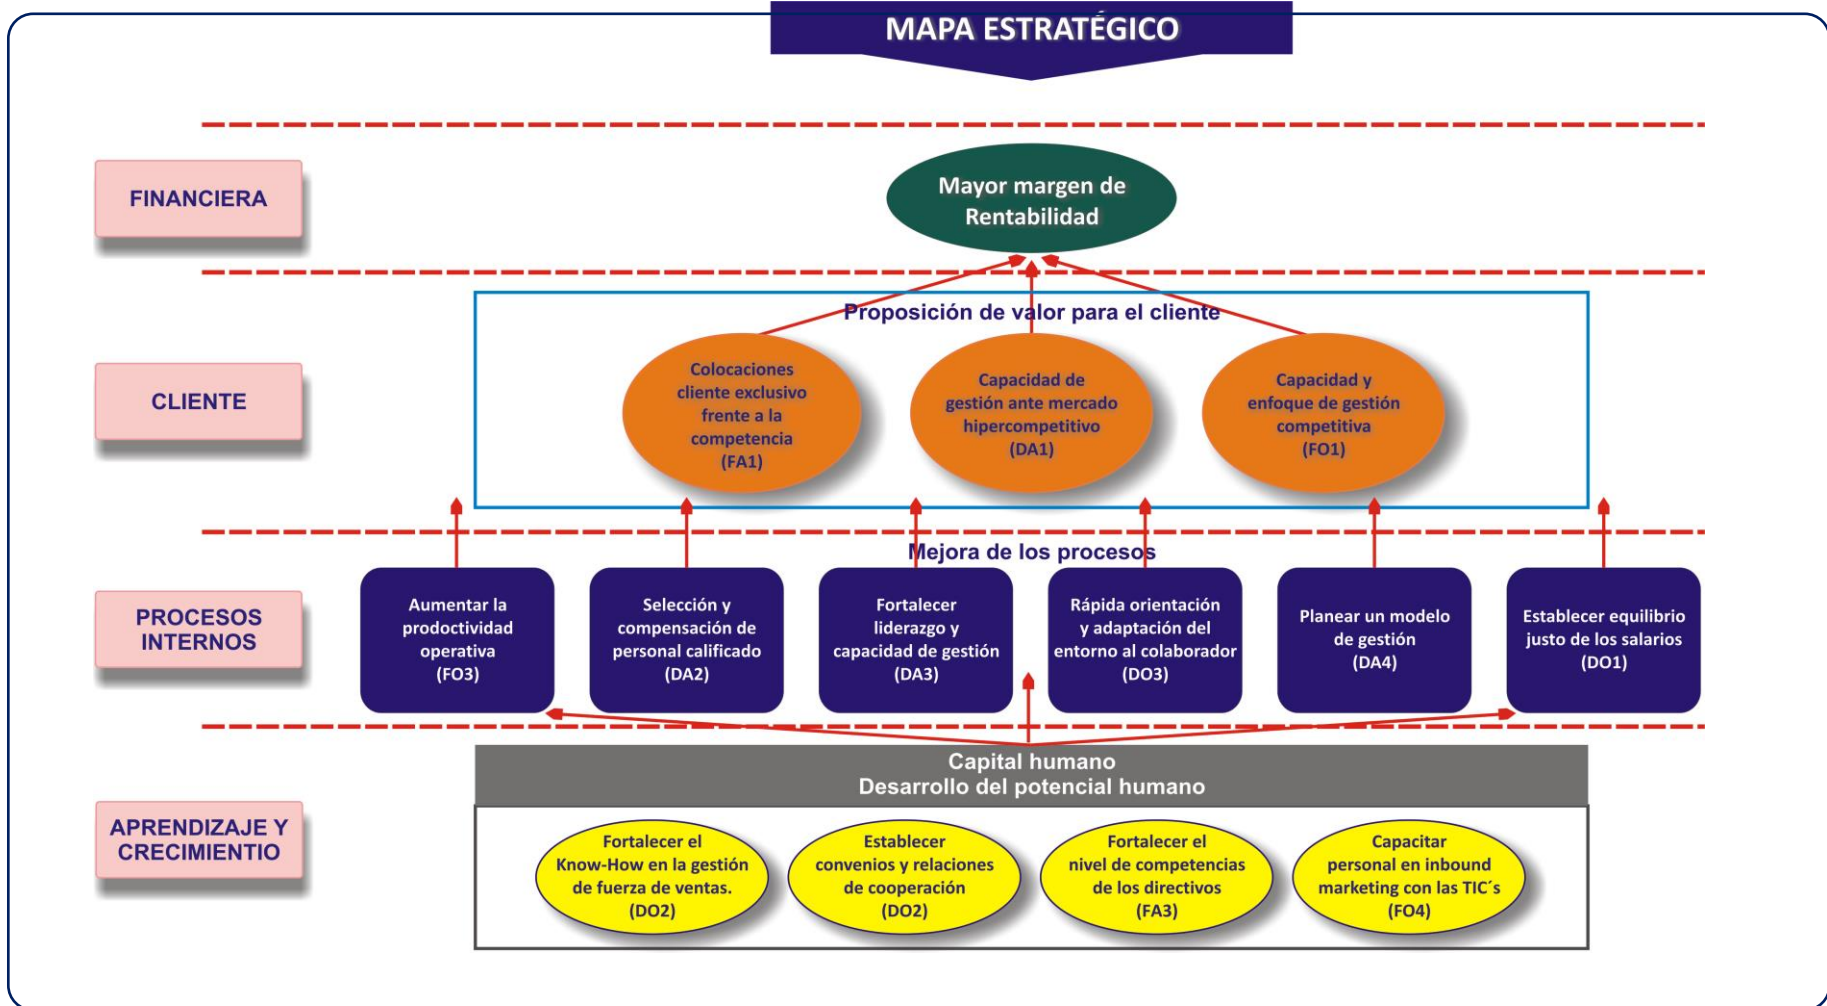 MAPA ESTRATÉGICO
FINANCIERA
Mayor margen de
Rentabilidad
Proposición de valor para el cliente
CLIENTE
Colocaciones
cliente exclusivo
frente a la
competencia
(FA1)
Capacidad de
gestión ante mercado
hipercompetitivo
(DA1)
Capacidad y
enfoque de gestión
competitiva
(FO1)
Mejora de los procesos
PROCESOS
INTERNOS
Aumentar la
prodoctividad
operativa
(FO3)
Selección y
compensación de
personal calificado
(DA2)
Fortalecer
liderazgo y
capacidad de gestión
(DA3)
Rápida orientación
y adaptación del
entorno al colaborador
(DO3)
Planear un modelo
de gestión
(DA4)
Establecer equilibrio
justo de los salarios
(DO1)
Capital humano
Desarrollo del potencial humano
APRENDIZAJE Y
CRECIMIENTIO
Fortalecer el
Know-How en la gestión
de fuerza de ventas.
(DO2)
Establecer
convenios y relaciones
de cooperación
(DO2)
Fortalecer el
nivel de competencias
de los directivos
(FA3)
Capacitar
personal en inbound
marketing con las TIC´s
(FO4)